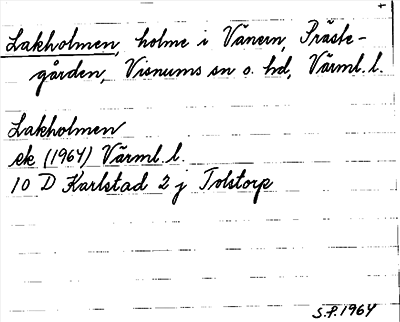 Lakholmen, holme i Vänern, Präste-
gården, Visnums sn o. hd, Värml. l.
Lakholmen
ek (1964) Värml. l.
10 D Karlstad 2 j Tolstorp
S.P. 1964